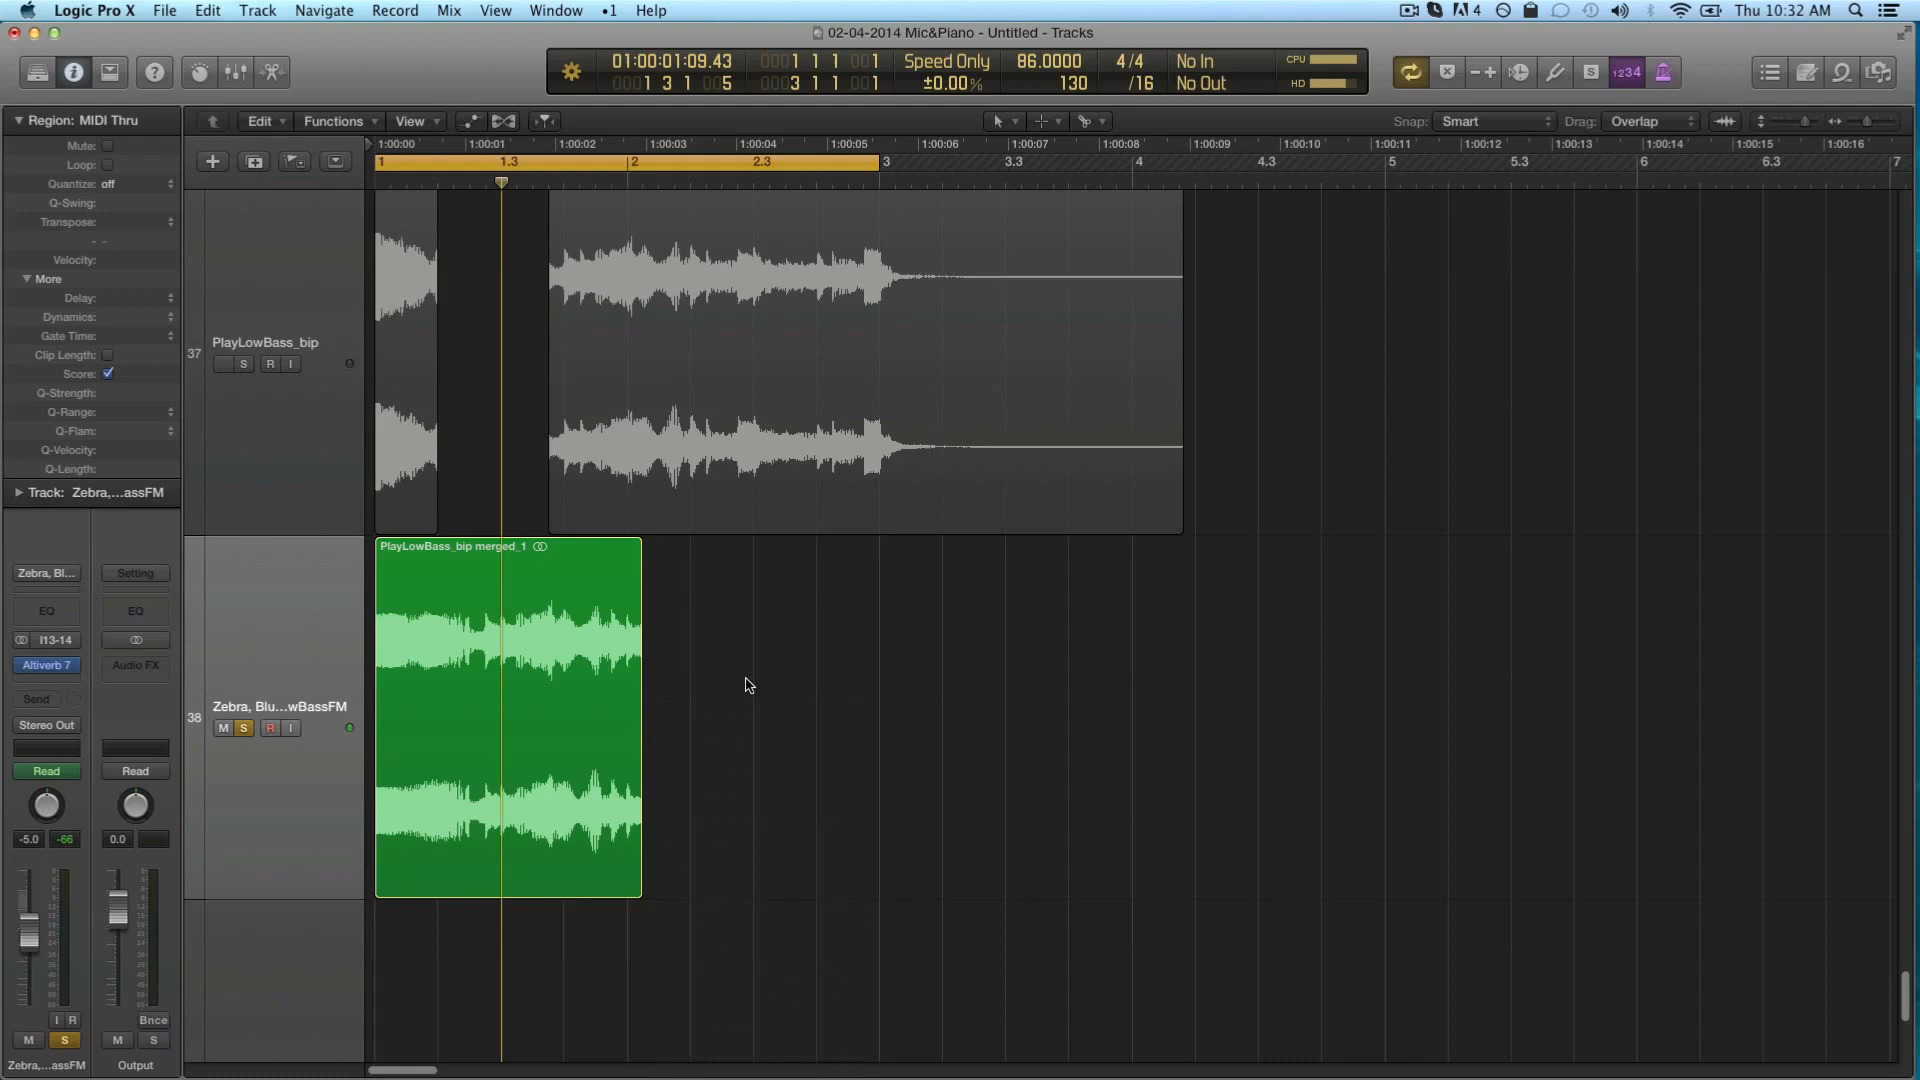 Logic Pro X File Edit Track Navigate Record Mix View Window 1 Help 4 Thu 10:32 AM
02-04-2014 Mic&Piano - Untitled - Tracks
01:00:01:09.43 0001 1 1 001 Speed Only 86.0000 4/4 No In CPU
0001 3 1 005 0003 1 1 001 ±0.00% 130 /16 No Out HD
S 1234
Region: MIDI Thru
Edit Functions View Snap: Smart Drag: Overlap
1:00:00 1:00:01 1:00:02 1:00:03 1:00:04 1:00:05 1:00:06 1:00:07 1:00:08 1:00:09 1:00:10 1:00:11 1:00:12 1:00:13 1:00:14 1:00:15 1:00:16
1 1.3 2 2.3 3 3.3 4 4.3 5 5.3 6 6.3 7
Mute:
Loop:
Quantize: off
Q-Swing:
Transpose:
- -
Velocity:
More
Delay:
Dynamics:
Gate Time:
Clip Length:
Score:
Q-Strength:
Q-Range:
Q-Flam:
Q-Velocity:
Q-Length:
Track: Zebra,...assFM
37 PlayLowBass_bip
S R I
PlayLowBass_bip merged_1
38 Zebra, Blu...wBassFM
M S R I
Zebra, Bl... Setting
EQ EQ
I13-14
Altiverb 7 Audio FX
Send
Stereo Out
Read Read
-5.0 -66 0.0
I R Bnce
M S M S
Zebra,...assFM Output